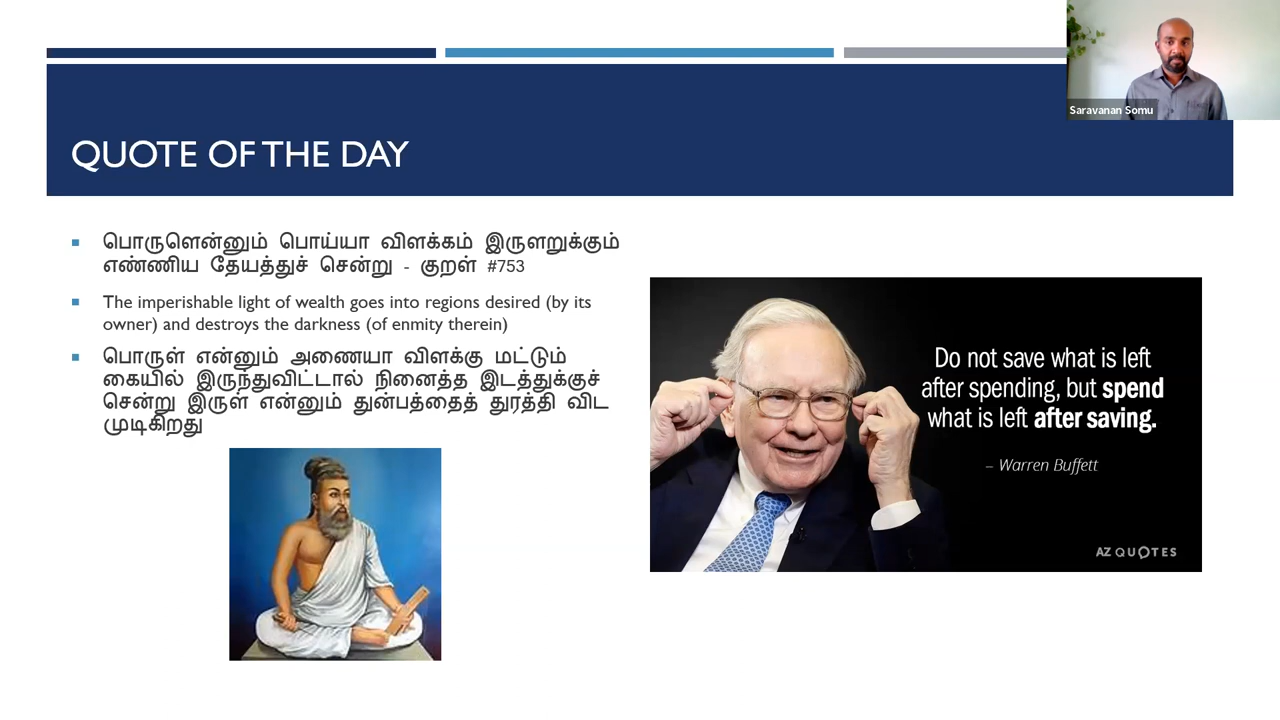 Saravanan Somu
QUOTE OF THE DAY
பொருளென்னும் பொய்யா விளக்கம் இருளறுக்கும்
எண்ணிய தேயத்துச் சென்று - குறள் #753
The imperishable light of wealth goes into regions desired (by its
owner) and destroys the darkness (of enmity therein)
பொருள் என்னும் அணையா விளக்கு மட்டும்
கையில் இருந்துவிட்டால் நினைத்த இடத்துக்குச்
சென்று இருள் என்னும் துன்பத்தைத் துரத்தி விட
முடிகிறது
Do not save what is left
after spending, but spend
what is left after saving.
– Warren Buffett
AZ QUOTES